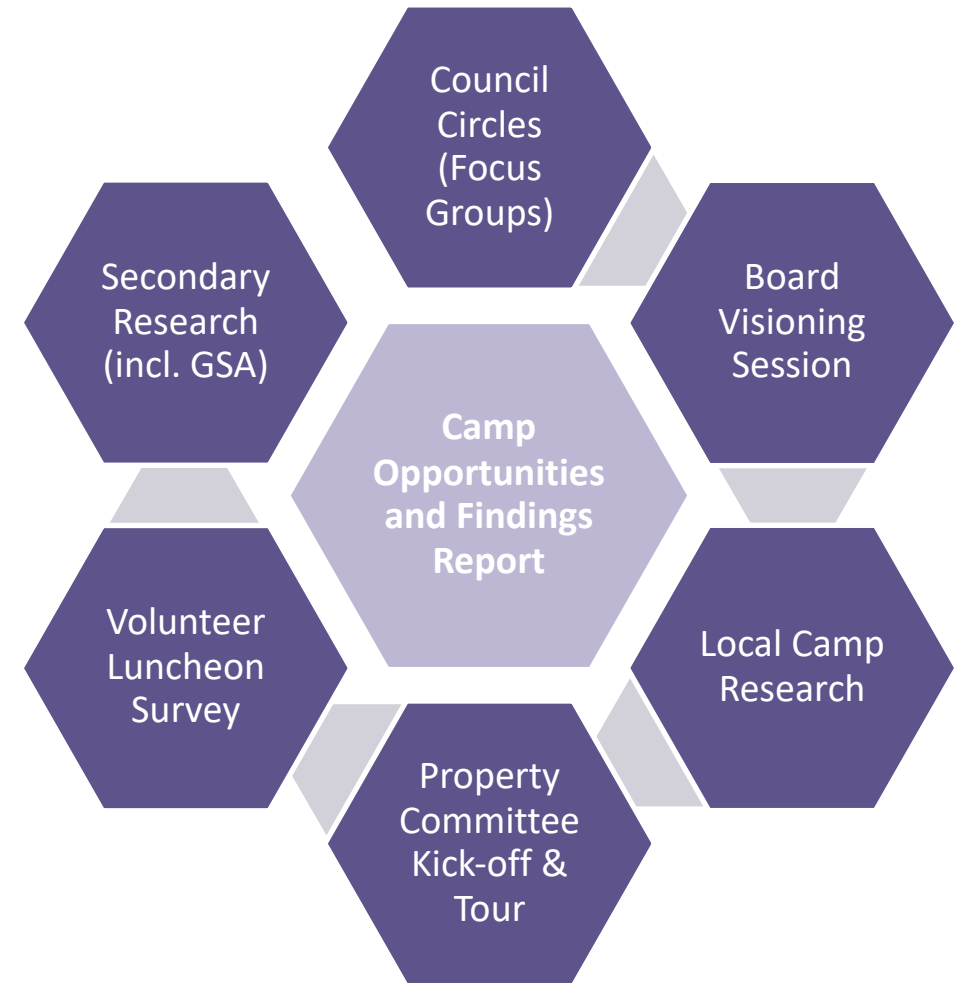 Council
Circles
(Focus
Groups)
Board
Visioning
Session
Local Camp
Research
Property
Committee
Kick-off &
Tour
Volunteer
Luncheon
Survey
Secondary
Research
(incl. GSA)
Camp
Opportunities
and Findings
Report